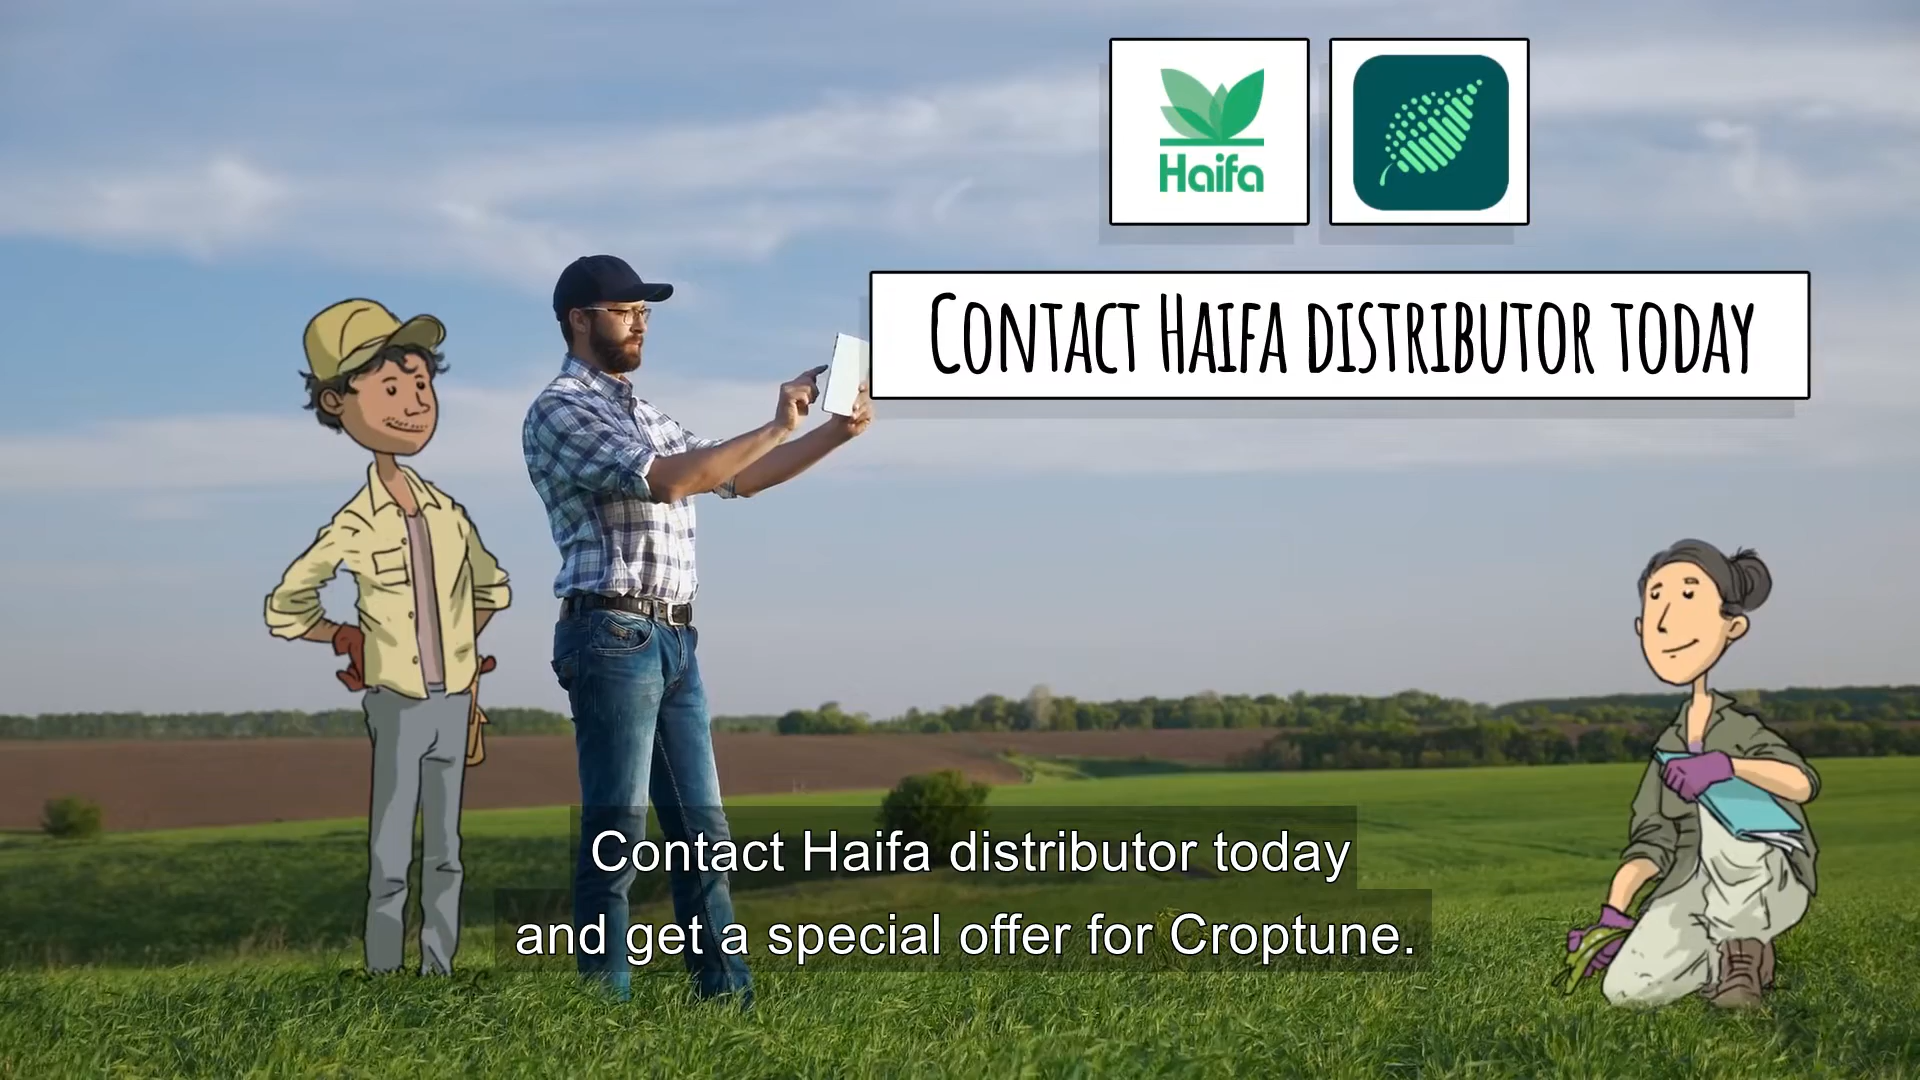 Haifa
Contact Haifa distributor today
Contact Haifa distributor today
and get a special offer for Croptune.